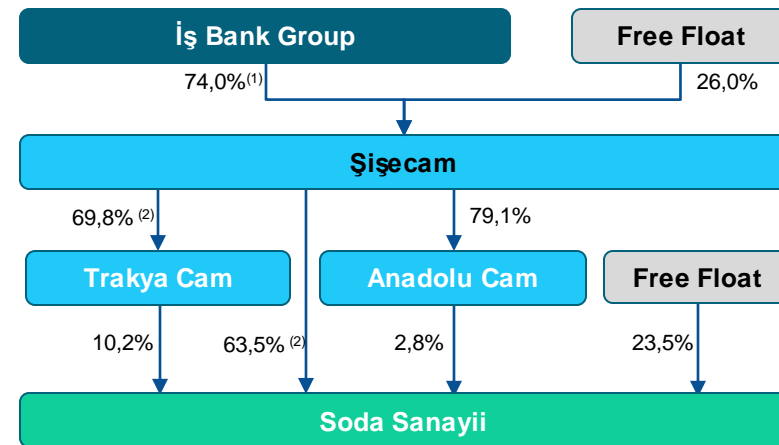 İş Bank Group
Free Float
74,0%(1)
26,0%
Şişecam
69,8% (2)
79,1%
Trakya Cam
Anadolu Cam
Free Float
10,2%
63,5% (2)
2,8%
23,5%
Soda Sanayii